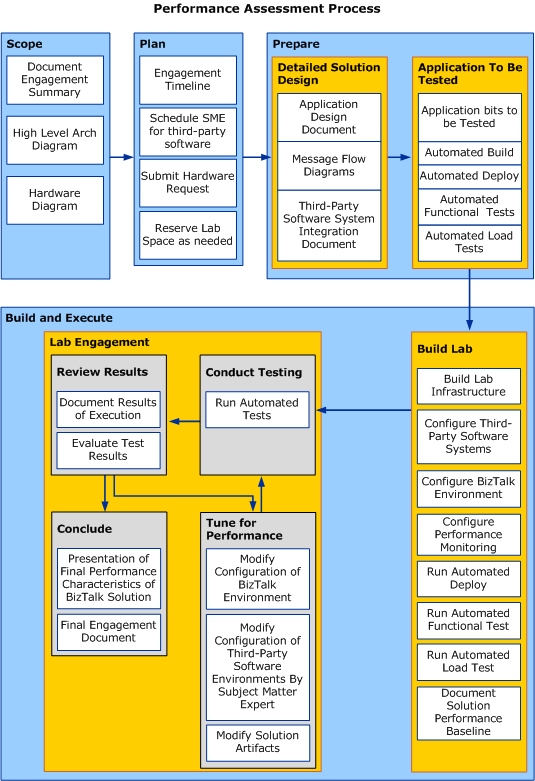 Performance Assessment Process
Scope
Document
Engagement
Summary
High Level Arch
Diagram
Hardware
Diagram
Plan
Engagement
Timeline
Schedule SME
for third-party
software
Submit Hardware
Request
Reserve Lab
Space as needed
Prepare
Detailed Solution
Design
Application
Design
Document
Message Flow
Diagrams
Third-Party
Software System
Integration
Document
Application To Be
Tested
Application bits to
be Tested
Automated Build
Automated Deploy
Automated
Functional Tests
Automated Load
Tests
Build and Execute
Lab Engagement
Review Results
Document Results
of Execution
Evaluate Test
Results
Conduct Testing
Run Automated
Tests
Conclude
Presentation of
Final Performance
Characteristics of
BizTalk Solution
Final Engagement
Document
Tune for
Performance
Modify
Configuration of
BizTalk
Environment
Modify
Configuration of
Third-Party
Software
Environments By
Subject Matter
Expert
Modify Solution
Artifacts
Build Lab
Build Lab
Infrastructure
Configure Third-
Party Software
Systems
Configure BizTalk
Environment
Configure
Performance
Monitoring
Run Automated
Deploy
Run Automated
Functional Test
Run Automated
Load Test
Document
Solution
Performance
Baseline